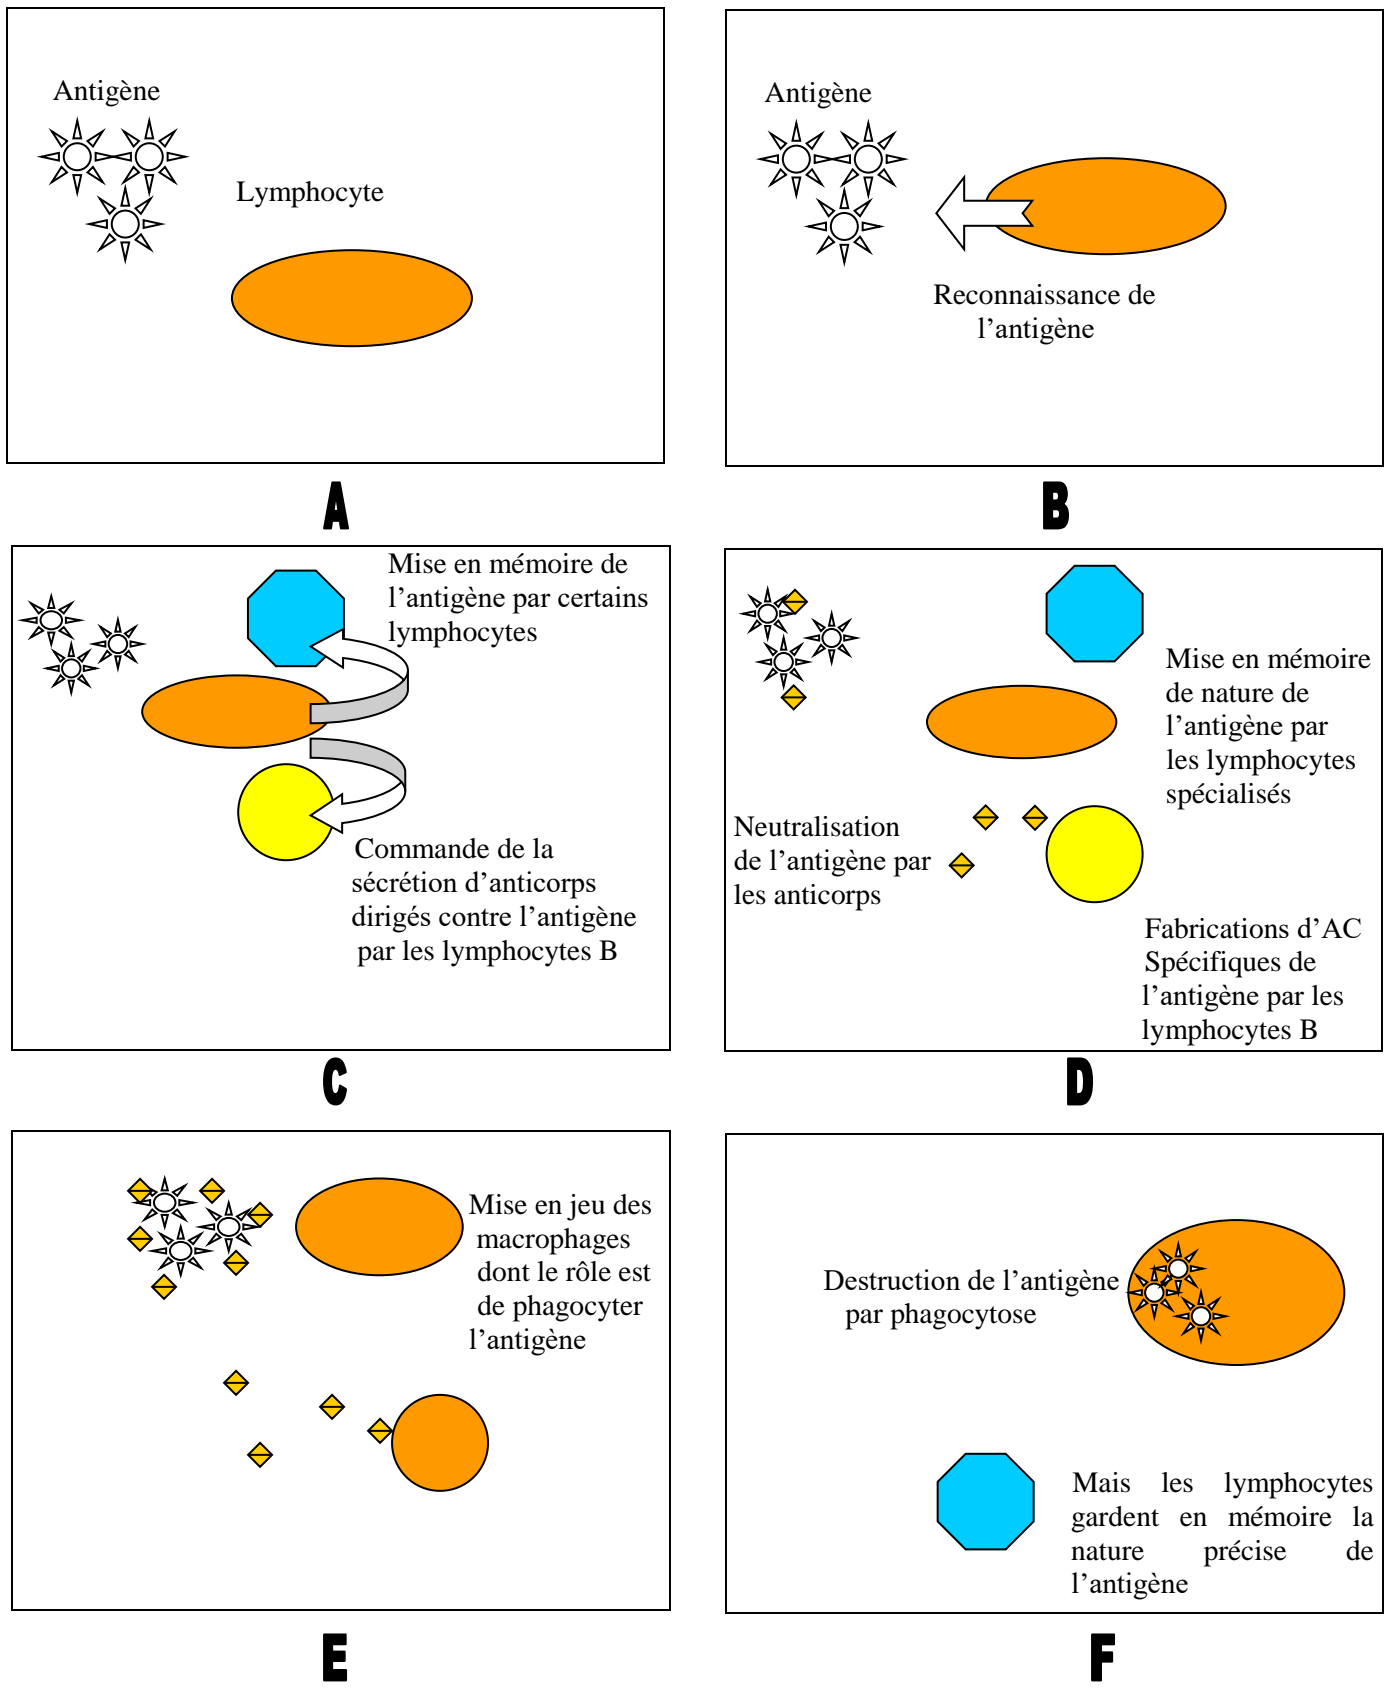 Antigène
Lymphocyte
A
Antigène
Reconnaissance de
l’antigène
B
Mise en mémoire de
l’antigène par certains
lymphocytes
Commande de la
sécrétion d’anticorps
dirigés contre l’antigène
par les lymphocytes B
C
Mise en mémoire
de nature de
l’antigène par
les lymphocytes
spécialisés
Neutralisation
de l’antigène par
les anticorps
Fabrications d’AC
Spécifiques de
l’antigène par les
lymphocytes B
D
Mise en jeu des
macrophages
dont le rôle est
de phagocyter
l’antigène
E
Destruction de l’antigène
par phagocytose
Mais les lymphocytes
gardent en mémoire la
nature précise de
l’antigène
F